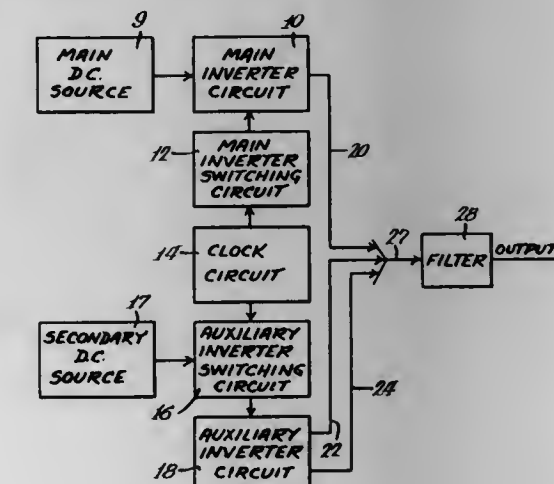 9
MAIN
D.C.
SOURCE
10
MAIN
INVERTER
CIRCUIT
12
MAIN
INVERTER
SWITCHING
CIRCUIT
20
14
CLOCK
CIRCUIT
27
28
FILTER
OUTPUT
17
SECONDARY
D.C.
SOURCE
16
AUXILIARY
INVERTER
SWITCHING
CIRCUIT
24
18
AUXILIARY
INVERTER
CIRCUIT
22